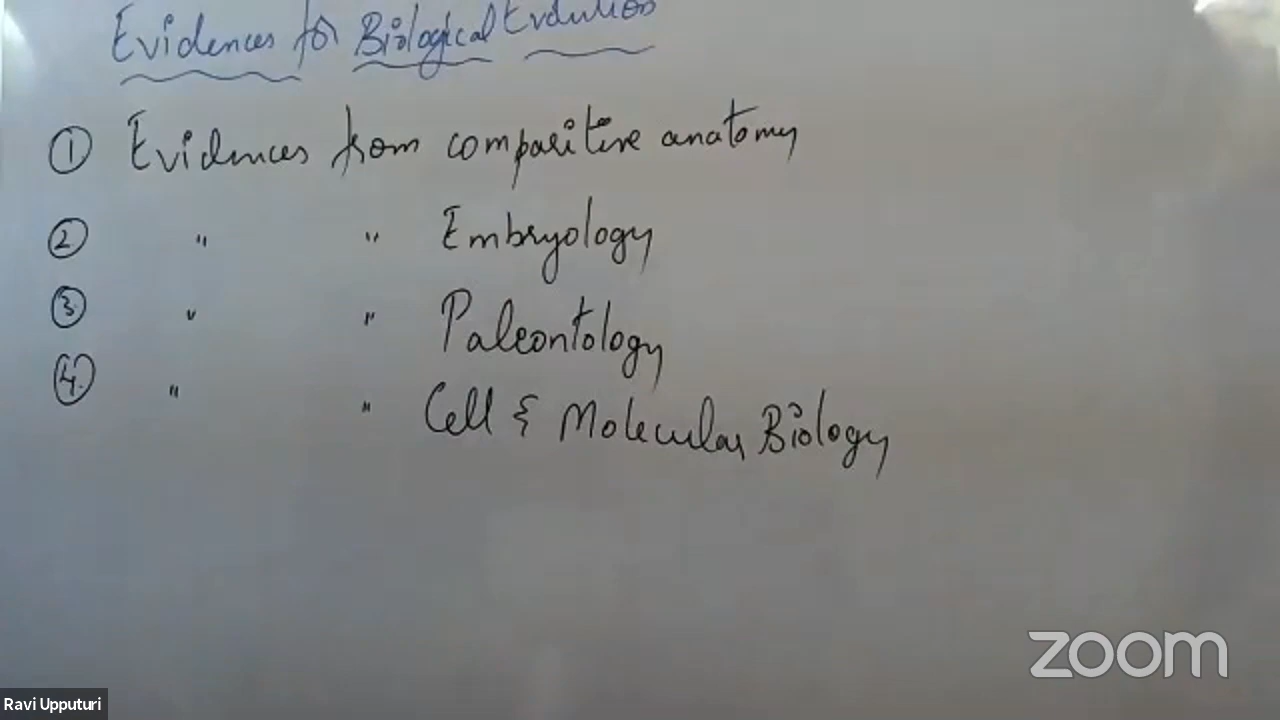 Evidences for Biological Evolution
① Evidences from comparitive anatomy
② " " Embryology
③ " " Paleontology
④ " " Cell & Molecular Biology
zoom
Ravi Upputuri